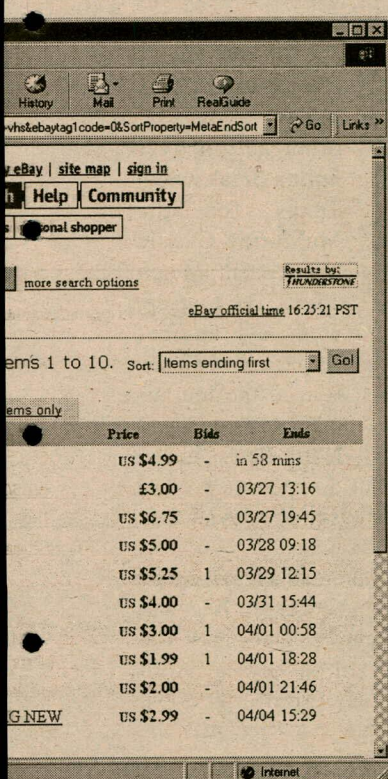 History Mail Print RealGuide
-vhs&ebaytag1code=0&SortProperty=MetaEndSort Go Links »
y eBay | site map | sign in
h Help Community
s sonal shopper
more search options Results by: THUNDERSTONE
eBay official time 16:25:21 PST
ems 1 to 10. Sort: Items ending first Go!
ems only
Price Bids Ends
US $4.99 - in 58 mins
£3.00 - 03/27 13:16
US $6.75 - 03/27 19:45
US $5.00 - 03/28 09:18
US $5.25 1 03/29 12:15
US $4.00 - 03/31 15:44
US $3.00 1 04/01 00:58
US $1.99 1 04/01 18:28
US $2.00 - 04/01 21:46
G NEW US $2.99 - 04/04 15:29
Internet